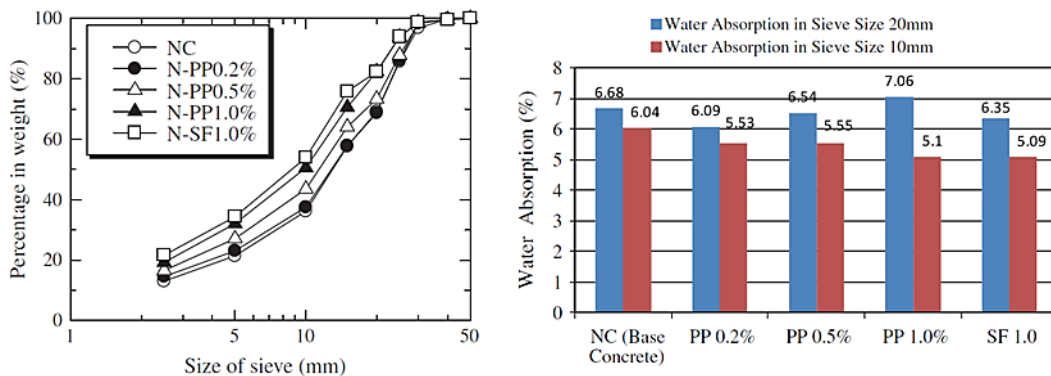 100
80
60
40
20
0
Percentage in weight (%)
NC
N-PP0.2%
N-PP0.5%
N-PP1.0%
N-SF1.0%
1
5
10
50
Size of sieve (mm)
Water Absorption in Sieve Size 20mm
Water Absorption in Sieve Size 10mm
8
7
6
5
4
3
2
1
0
Water Absorption (%)
6.68
6.04
6.09
5.53
6.54
5.55
7.06
5.1
6.35
5.09
NC (Base
Concrete)
PP 0.2%
PP 0.5%
PP 1.0%
SF 1.0